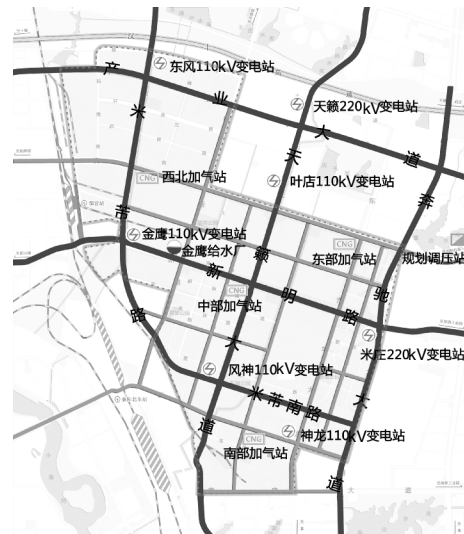 东风110kV变电站
产业大道
天籁220kV变电站
米芾路
天籁大道
奔驰大道
叶店110kV变电站
西北加气站
CNG
金鹰110kV变电站
金鹰给水厂
CNG
东部加气站
规划调压站
新明路
CNG
中部加气站
米庄220kV变电站
风神110kV变电站
米芾南路
神龙110kV变电站
CNG
南部加气站